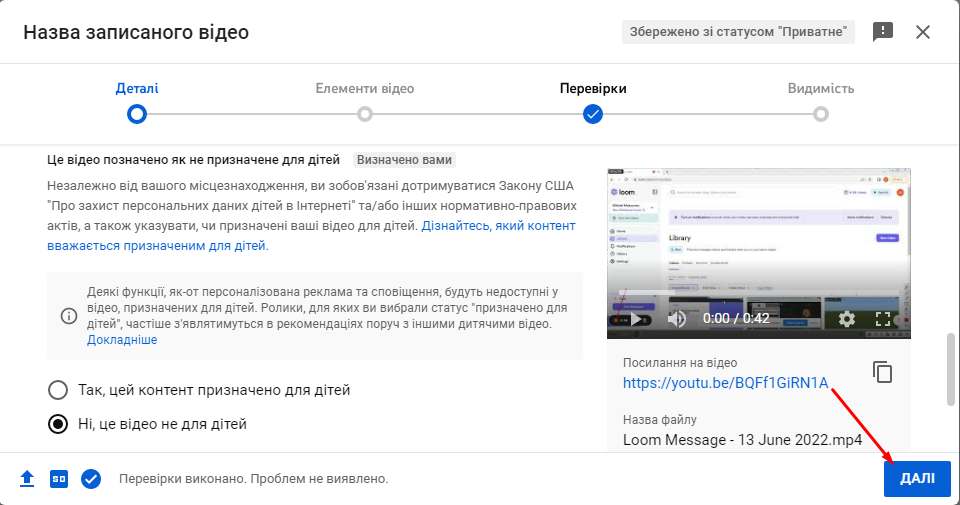 Назва записаного відео
Збережено зі статусом "Приватне"
Деталі
Елементи відео
Перевірки
Видимість
Це відео позначено як не призначене для дітей Визначено вами
Незалежно від вашого місцезнаходження, ви зобов'язані дотримуватися Закону США
"Про захист персональних даних дітей в Інтернеті" та/або інших нормативно-правових
актів, а також указувати, чи призначені ваші відео для дітей. Дізнайтесь, який контент
вважається призначеним для дітей.
Деякі функції, як-от персоналізована реклама та сповіщення, будуть недоступні у
відео, призначених для дітей. Ролики, для яких ви вибрали статус "призначено для
дітей", частіше з'являтимуться в рекомендаціях поруч з іншими дитячими відео.
Докладніше
Так, цей контент призначено для дітей
Ні, це відео не для дітей
loom
Library
0:00 / 0:42
Посилання на відео
https://youtu.be/BQFf1GiRN1A
Назва файлу
Loom Message - 13 June 2022.mp4
SD
Перевірки виконано. Проблем не виявлено.
ДАЛІ